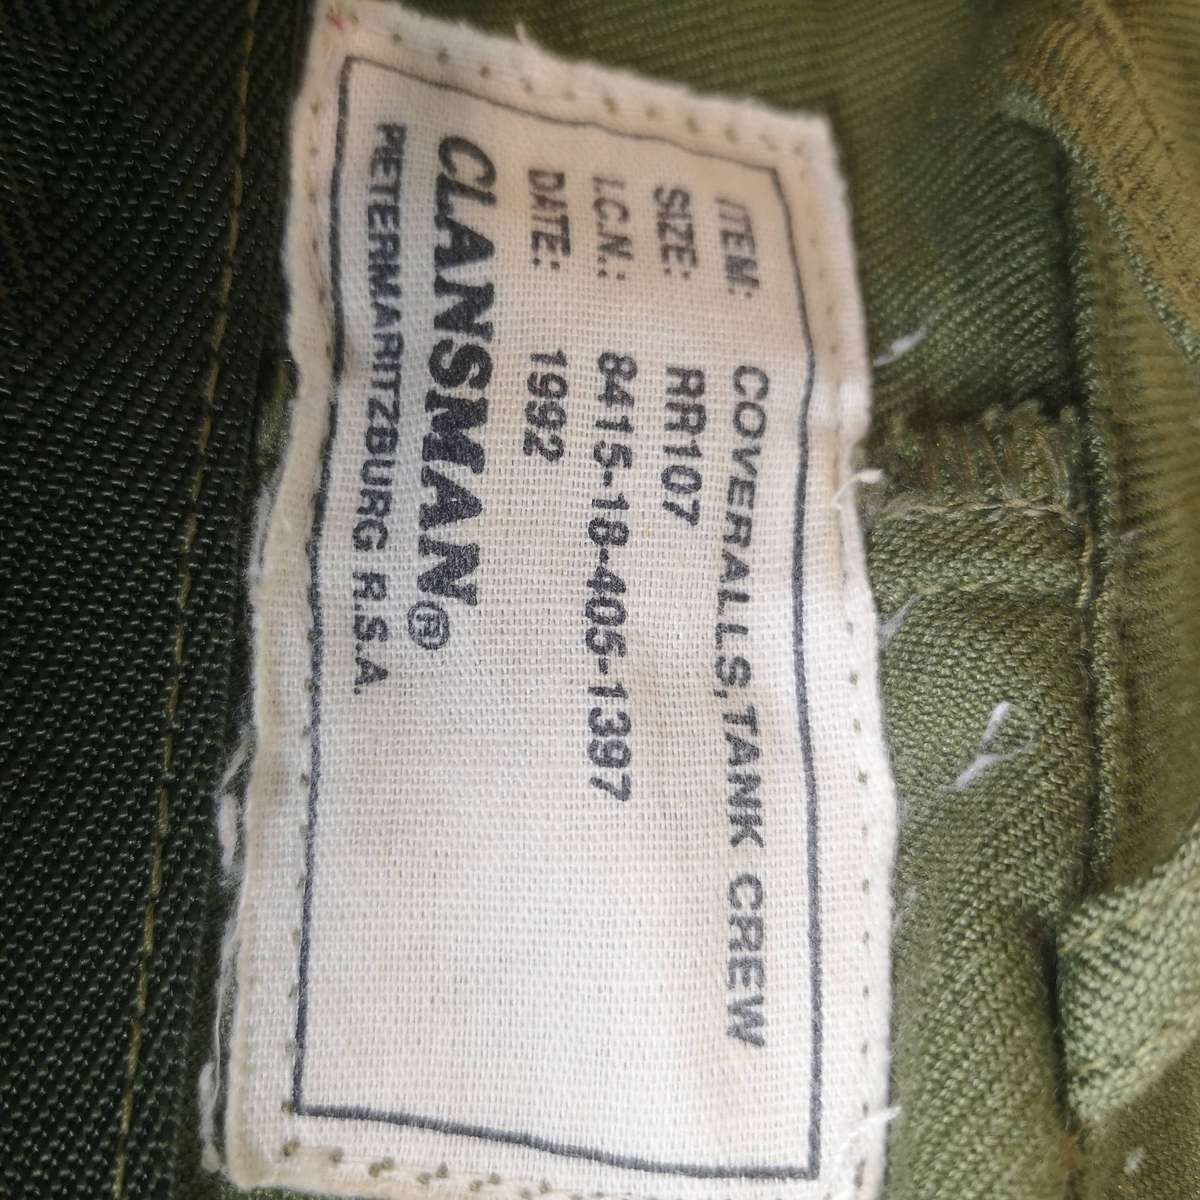 ITEM: COVERALLS, TANK CREW
SIZE: RR107
I.C.N.: 8415-18-405-1397
DATE: 1992
CLANSMAN®
PIETERMARITZBURG R.S.A.